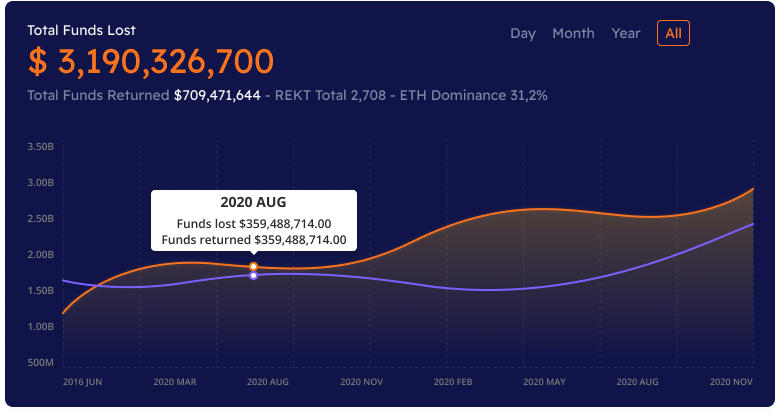 Total Funds Lost
Day Month Year All
$ 3,190,326,700
Total Funds Returned $709,471,644 - REKT Total 2,708 - ETH Dominance 31,2%
3.50B
3.00B
2.50B
2.00B
1.50B
1.00B
500M
2020 AUG
Funds lost $359,488,714.00
Funds returned $359,488,714.00
2016 JUN 2020 MAR 2020 AUG 2020 NOV 2020 FEB 2020 MAY 2020 AUG 2020 NOV